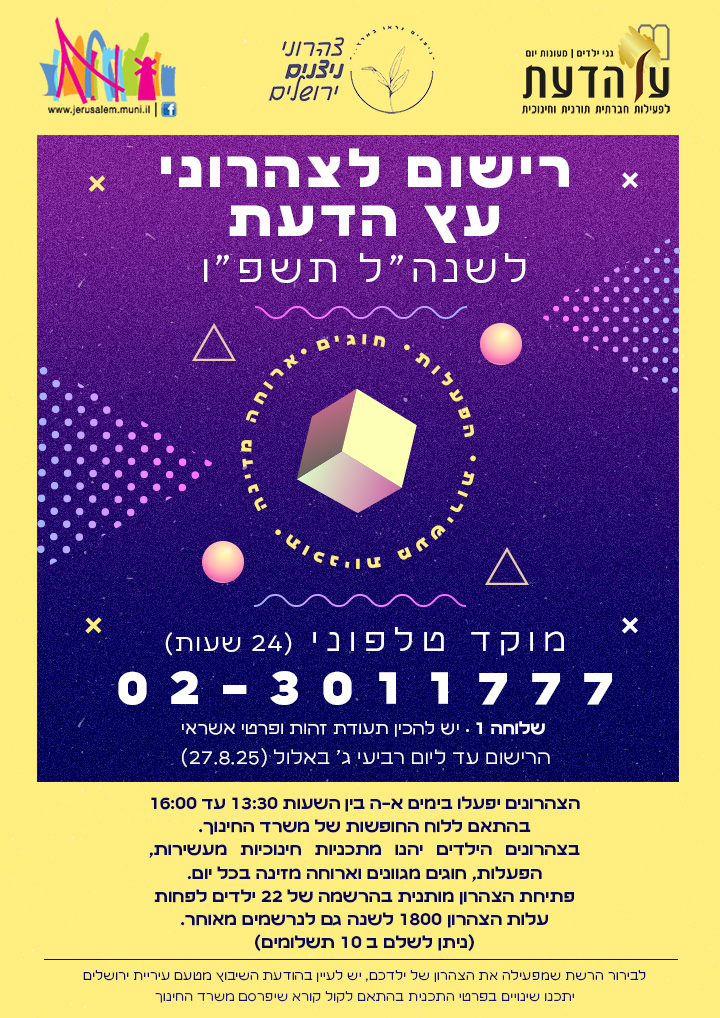 www.jerusalem.muni.il
צהרוני
ניצנים
ירושלים
גני ילדים | מעונות יום
עץ הדעת
לפעילות חברתית תורנית וחינוכית
רישום לצהרוני
עץ הדעת
לשנה"ל תשפ"ו
חוגים • הפעלות • תוכניות מעשירות • ארוחה מזינה •
מוקד טלפוני (24 שעות)
02-3011777
שלוחה 1 · יש להכין תעודת זהות ופרטי אשראי
הרישום עד ליום רביעי ג' באלול (27.8.25)
הצהרונים יפעלו בימים א-ה בין השעות 13:30 עד 16:00
בהתאם ללוח החופשות של משרד החינוך.
בצהרונים הילדים יהנו מתכניות חינוכיות מעשירות,
הפעלות, חוגים מגוונים וארוחה מזינה בכל יום.
פתיחת הצהרון מותנית בהרשמה של 22 ילדים לפחות
עלות הצהרון 1800 לשנה גם לנרשמים מאוחר.
(ניתן לשלם ב 10 תשלומים)
לבירור הרשת שמפעילה את הצהרון של ילדכם, יש לעיין בהודעת השיבוץ מטעם עיריית ירושלים
יתכנו שינויים בפרטי התכנית בהתאם לקול קורא שיפרסם משרד החינוך